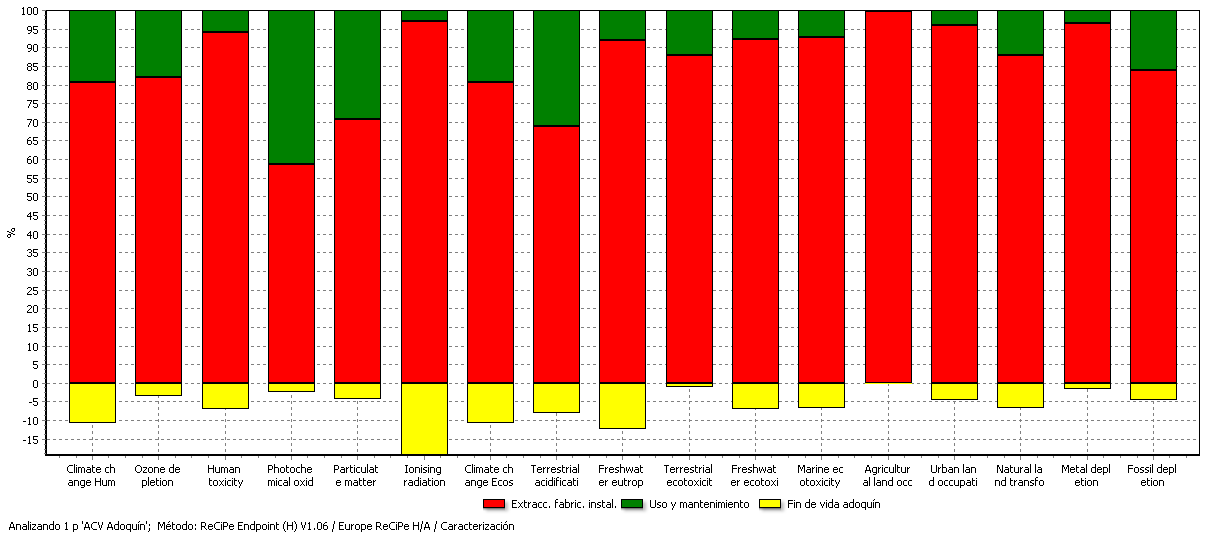 100
95
90
85
80
75
70
65
60
55
50
45
40
35
30
25
20
15
10
5
0
-5
-10
-15
%
Climate ch
ange Hum
Ozone de
pletion
Human
toxicity
Photoche
mical oxid
Particulat
e matter
Ionising
radiation
Climate ch
ange Ecos
Terrestrial
acidificati
Freshwat
er eutrop
Terrestrial
ecotoxicit
Freshwat
er ecotoxi
Marine ec
otoxicity
Agricultur
al land occ
Urban lan
d occupati
Natural la
nd transfo
Metal depl
etion
Fossil depl
etion
Extracc. fabric. instal.
Uso y mantenimiento
Fin de vida adoquín
Analizando 1 p 'ACV Adoquín';  Método: ReCiPe Endpoint (H) V1.06 / Europe ReCiPe H/A / Caracterización